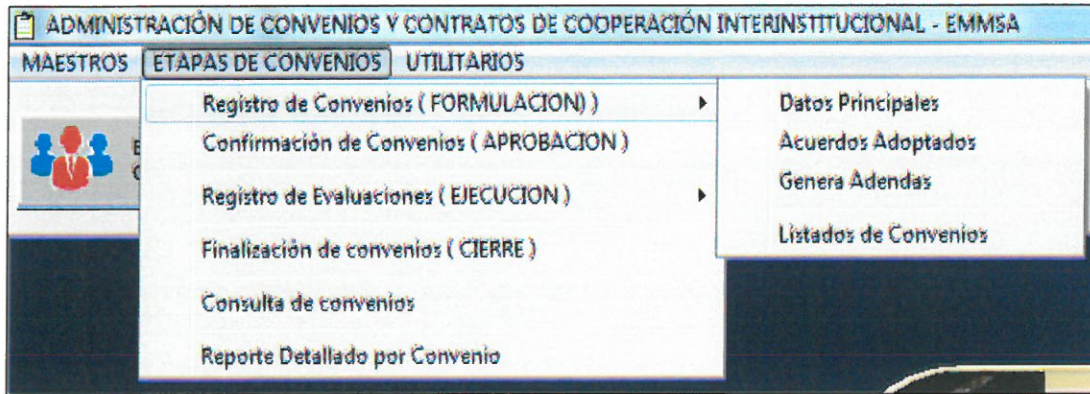 ADMINISTRACIÓN DE CONVENIOS Y CONTRATOS DE COOPERACIÓN INTERINSTITUCIONAL - EMMSA
MAESTROS ETAPAS DE CONVENIOS UTILITARIOS
Registro de Convenios ( FORMULACION) )
Confirmación de Convenios ( APROBACION )
Registro de Evaluaciones ( EJECUCION )
Finalización de convenios ( CIERRE )
Consulta de convenios
Reporte Detallado por Convenio
Datos Principales
Acuerdos Adoptados
Genera Adendas
Listados de Convenios